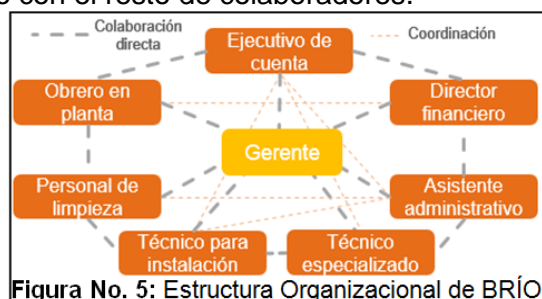 con el resto de colaboradores.
Colaboración
directa
Coordinación
Ejecutivo de
cuenta
Obrero en
planta
Director
financiero
Gerente
Personal de
limpieza
Asistente
administrativo
Técnico para
instalación
Técnico
especializado
Figura No. 5: Estructura Organizacional de BRÍO